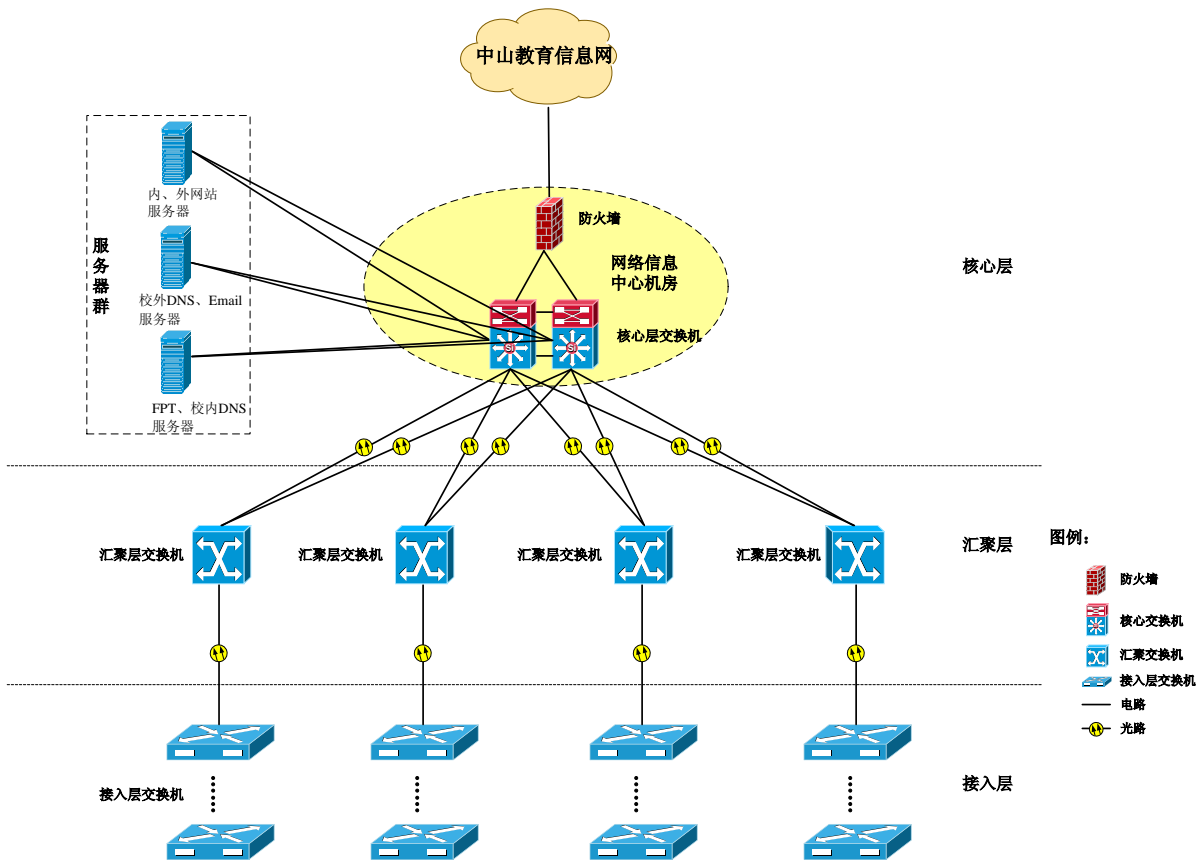 中山教育信息网
防火墙
网络信息
中心机房
核心层交换机
服务器群
内、外网站
服务器
校外DNS、Email
服务器
FPT、校内DNS
服务器
核心层
汇聚层交换机
汇聚层交换机
汇聚层交换机
汇聚层交换机
汇聚层
图例：
防火墙
核心交换机
汇聚交换机
接入层交换机
电路
光路
接入层交换机
接入层